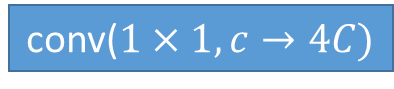 conv(1 × 1, c → 4C)